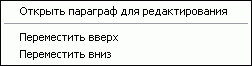 Открыть параграф для редактирования
Переместить вверх
Переместить вниз